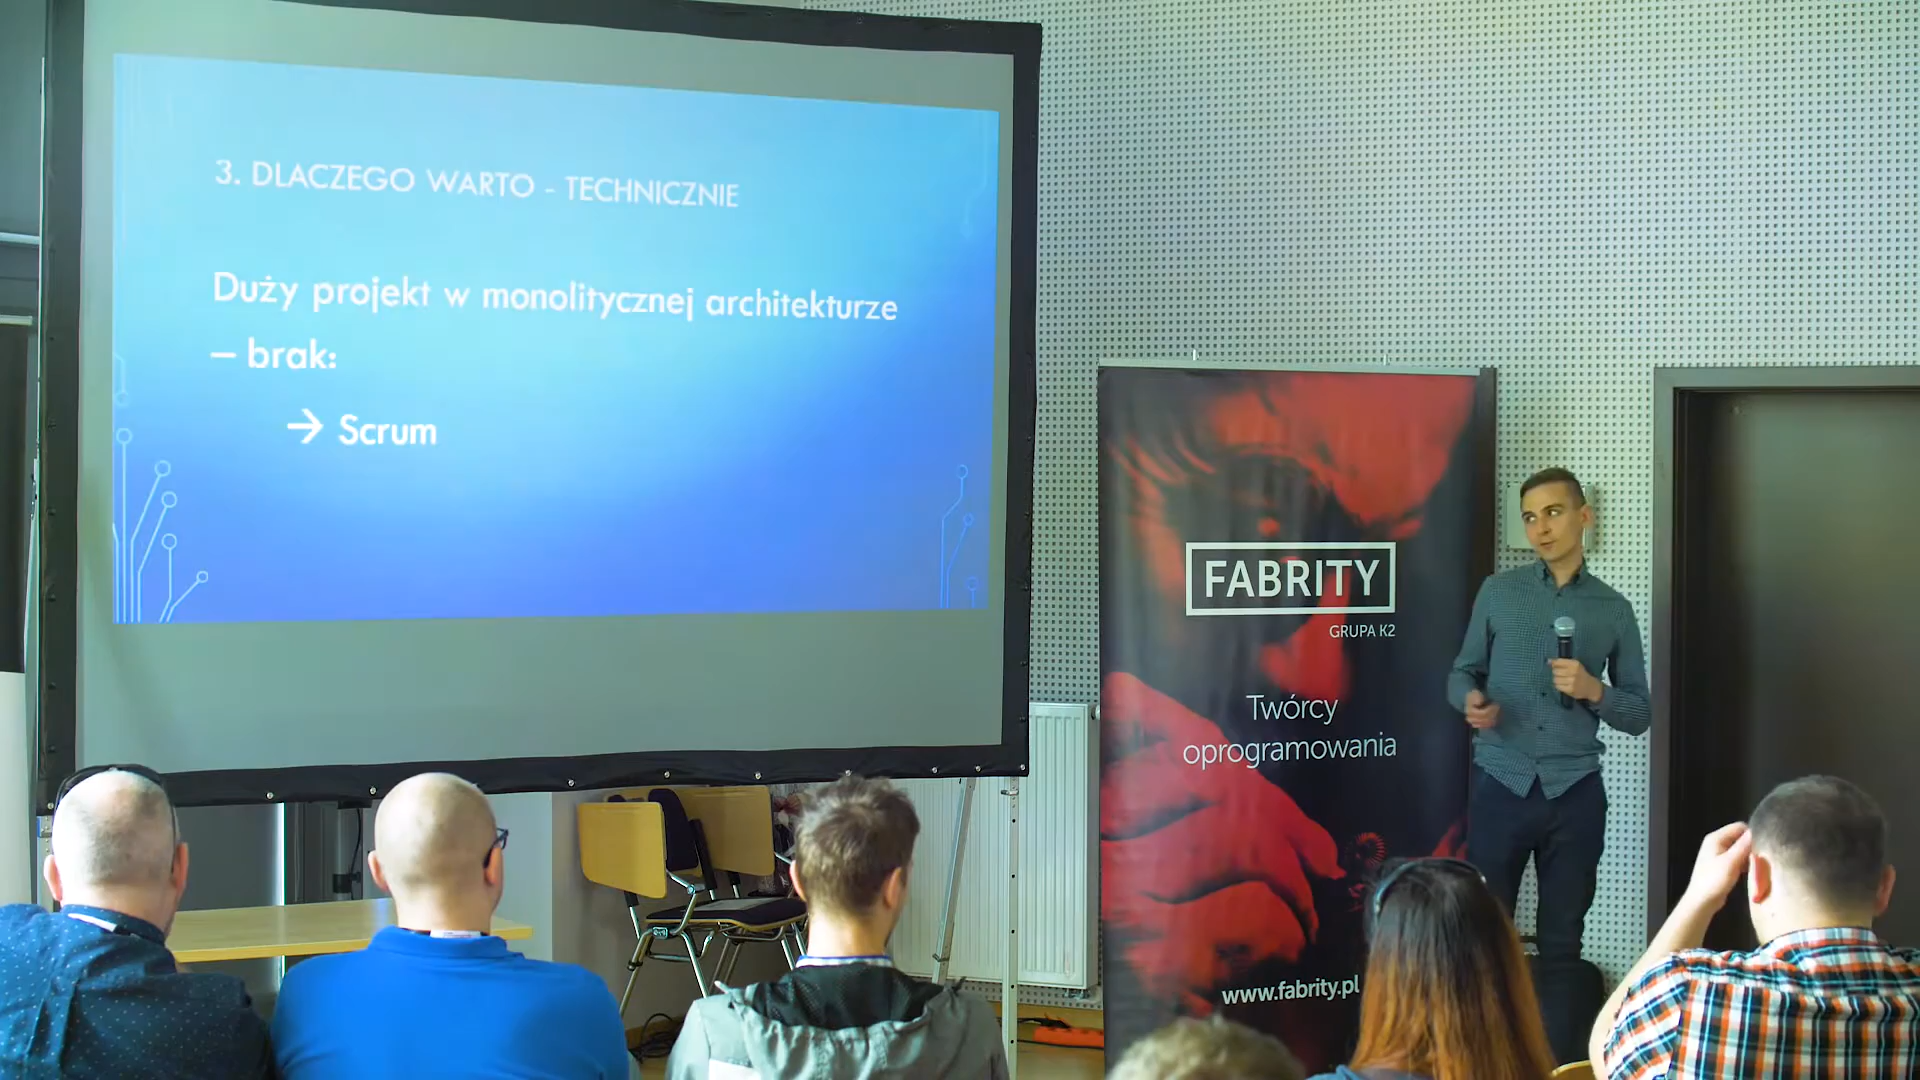 3. DLACZEGO WARTO - TECHNICZNIE
Duży projekt w monolitycznej architekturze
– brak:
→ Scrum
FABRITY
GRUPA K2
Twórcy
oprogramowania
www.fabrity.pl